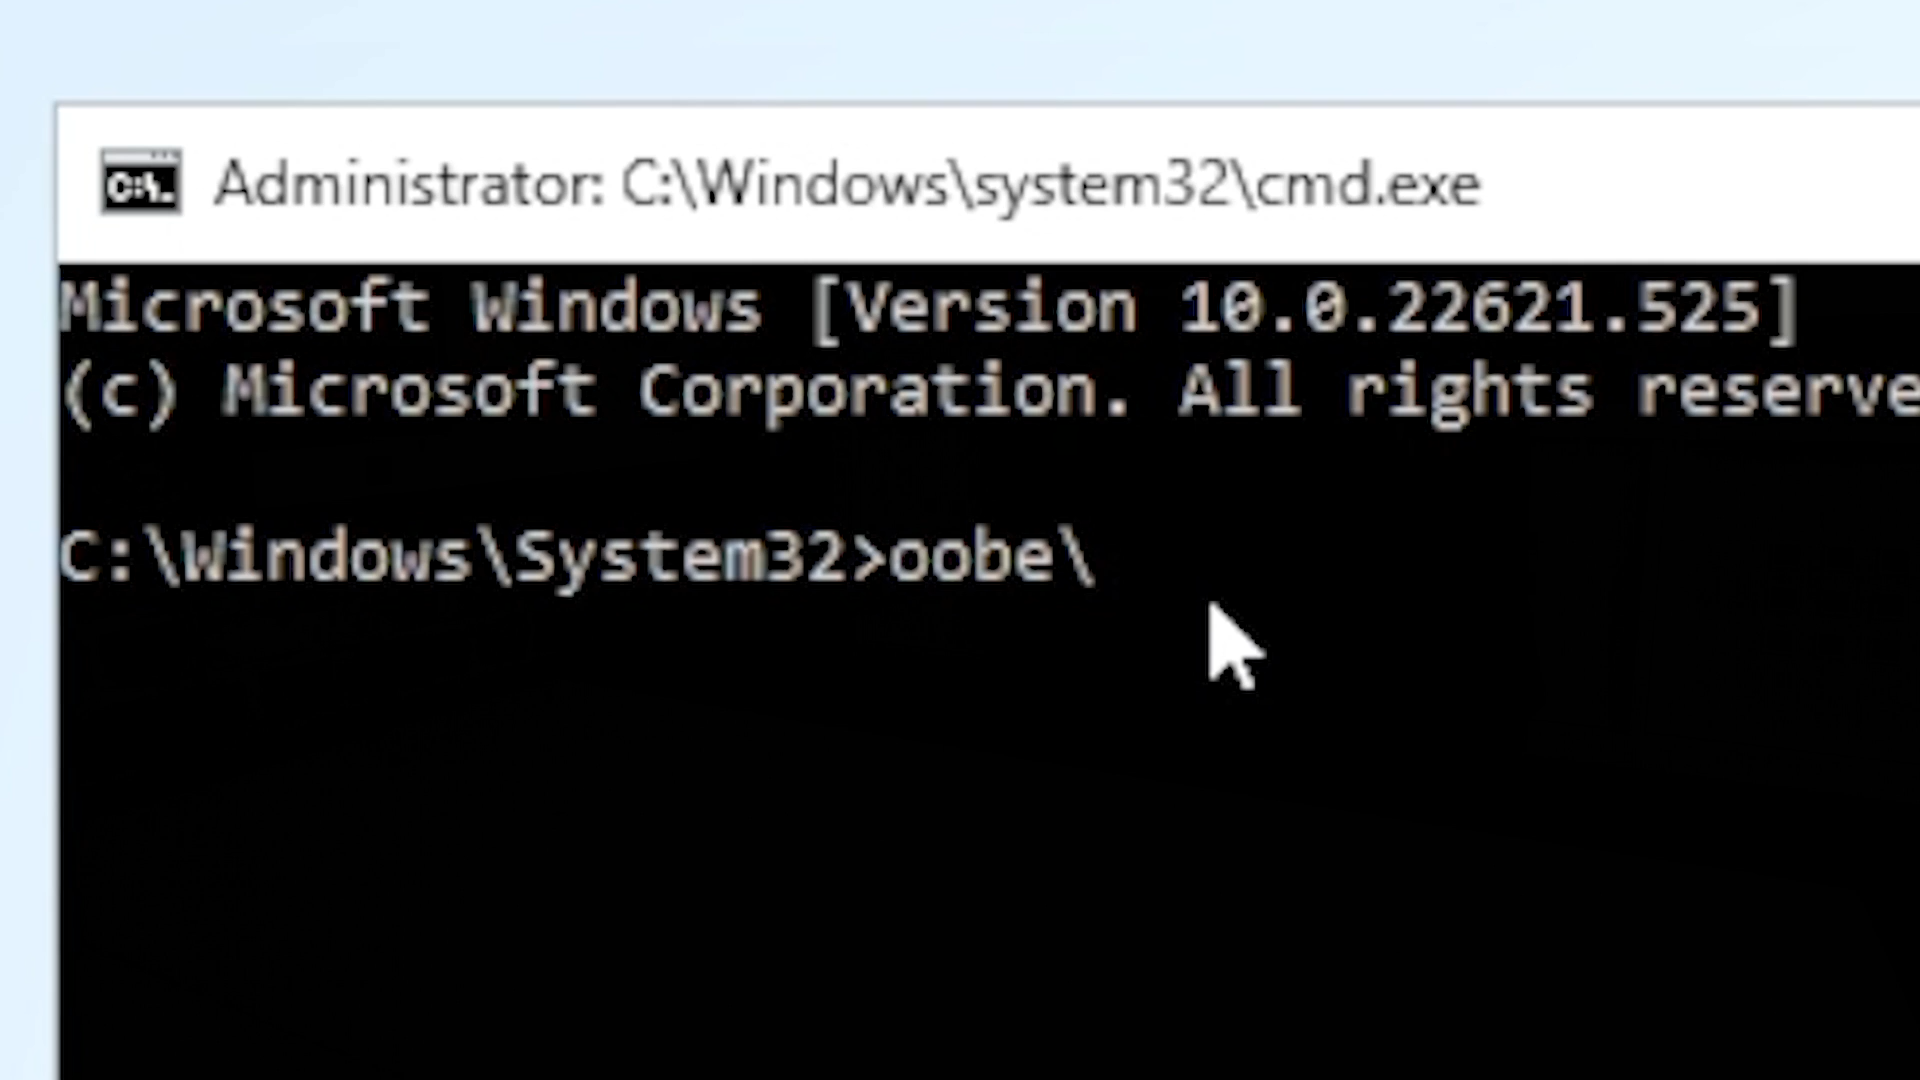 C:\.
Administrator: C:\Windows\system32\cmd.exe
Microsoft Windows [Version 10.0.22621.525]
(c) Microsoft Corporation. All rights reserve
C:\Windows\System32>oobe\